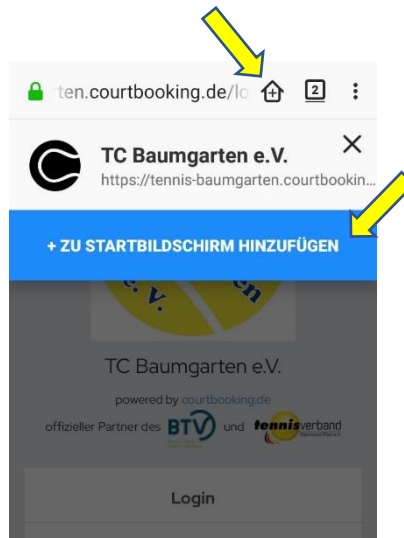 ten.courtbooking.de/lo 2
TC Baumgarten e.V.
https://tennis-baumgarten.courtbookin...
+ ZU STARTBILDSCHIRM HINZUFÜGEN
e. V.
TC Baumgarten e.V.
powered by courtbooking.de
offizieller Partner des BTV und tennisverband
Login